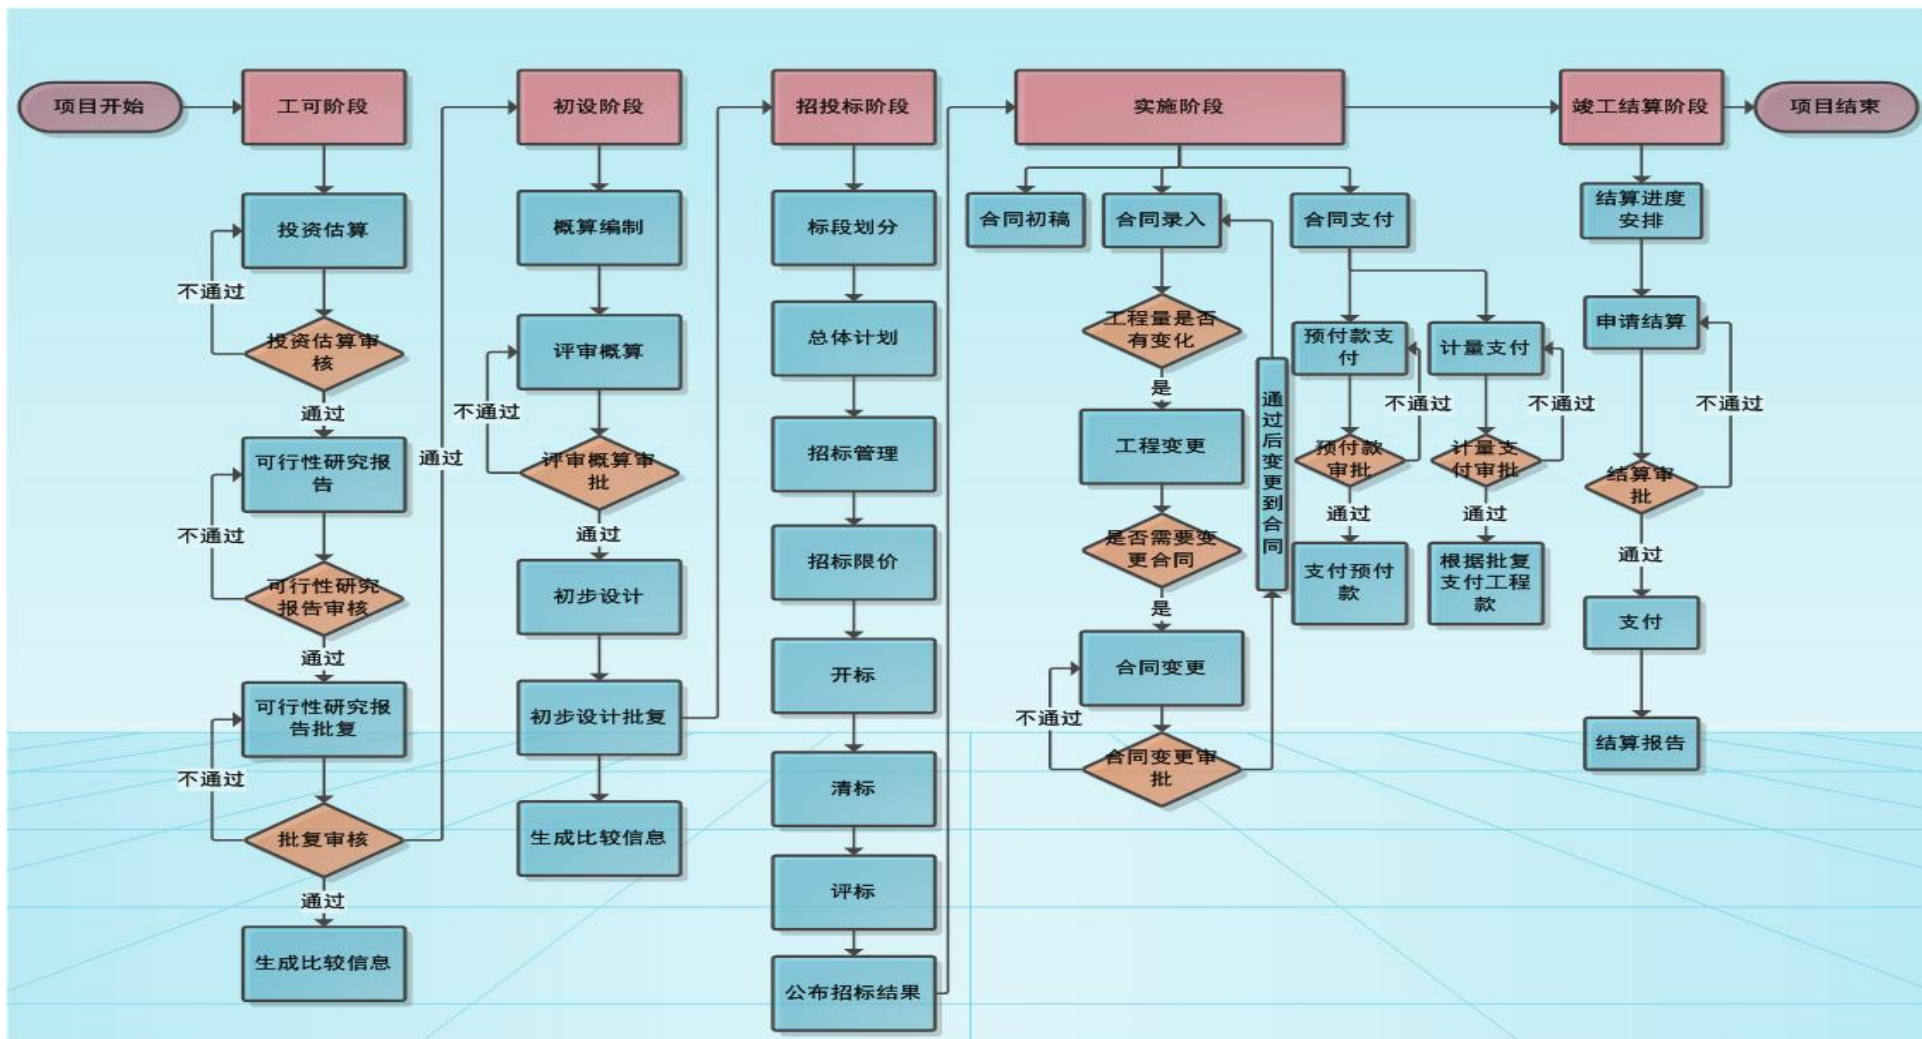 项目开始
工可阶段
初设阶段
招投标阶段
实施阶段
竣工结算阶段
项目结束
投资估算
不通过
投资估算审
核
通过
可行性研究报
告
不通过
可行性研究
报告审核
通过
可行性研究报
告批复
不通过
批复审核
通过
生成比较信息
通过
概算编制
评审概算
不通过
评审概算审
批
通过
初步设计
初步设计批复
生成比较信息
标段划分
总体计划
招标管理
招标限价
开标
清标
评标
公布招标结果
合同初稿
合同录入
工程量是否
有变化
是
工程变更
是否需要变
更合同
是
合同变更
不通过
合同变更审
批
通过后变更到合同
合同支付
预付款支
付
不通过
预付款
审批
通过
支付预付
款
计量支付
不通过
计量支
付审批
通过
根据批复
支付工程
款
结算进度
安排
申请结算
不通过
结算审
批
通过
支付
结算报告